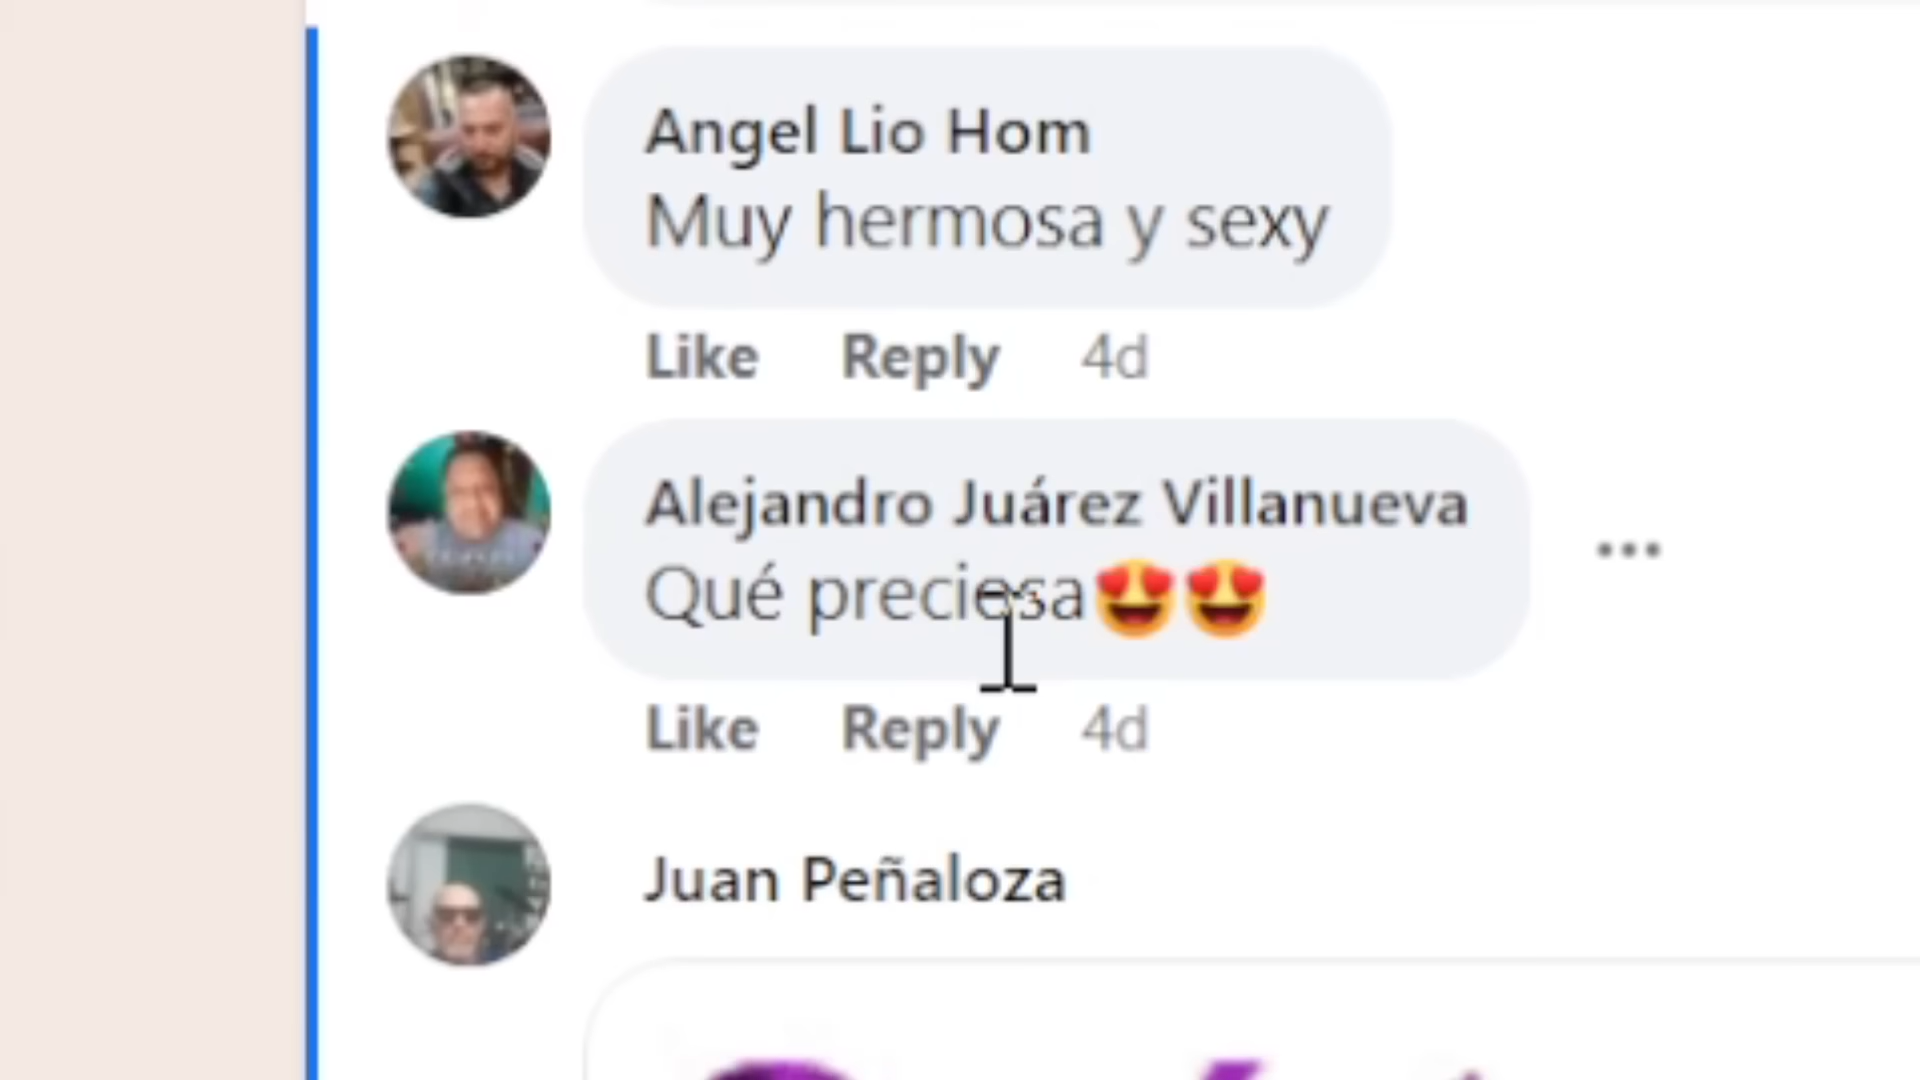 Angel Lio Hom
Muy hermosa y sexy
Like Reply 4d
Alejandro Juárez Villanueva
Qué preciosa😍😍
Like Reply 4d
Juan Peñaloza